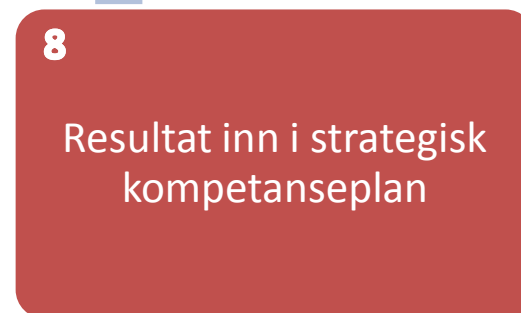 8
Resultat inn i strategisk
kompetanseplan